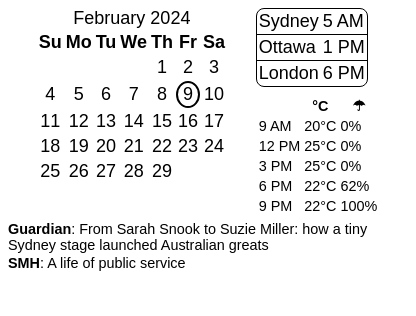 February 2024
Su Mo Tu We Th Fr Sa
1 2 3
4 5 6 7 8 9 10
11 12 13 14 15 16 17
18 19 20 21 22 23 24
25 26 27 28 29
Sydney 5 AM
Ottawa 1 PM
London 6 PM
°C ☂
9 AM 20°C 0%
12 PM 25°C 0%
3 PM 25°C 0%
6 PM 22°C 62%
9 PM 22°C 100%
Guardian: From Sarah Snook to Suzie Miller: how a tiny
Sydney stage launched Australian greats
SMH: A life of public service